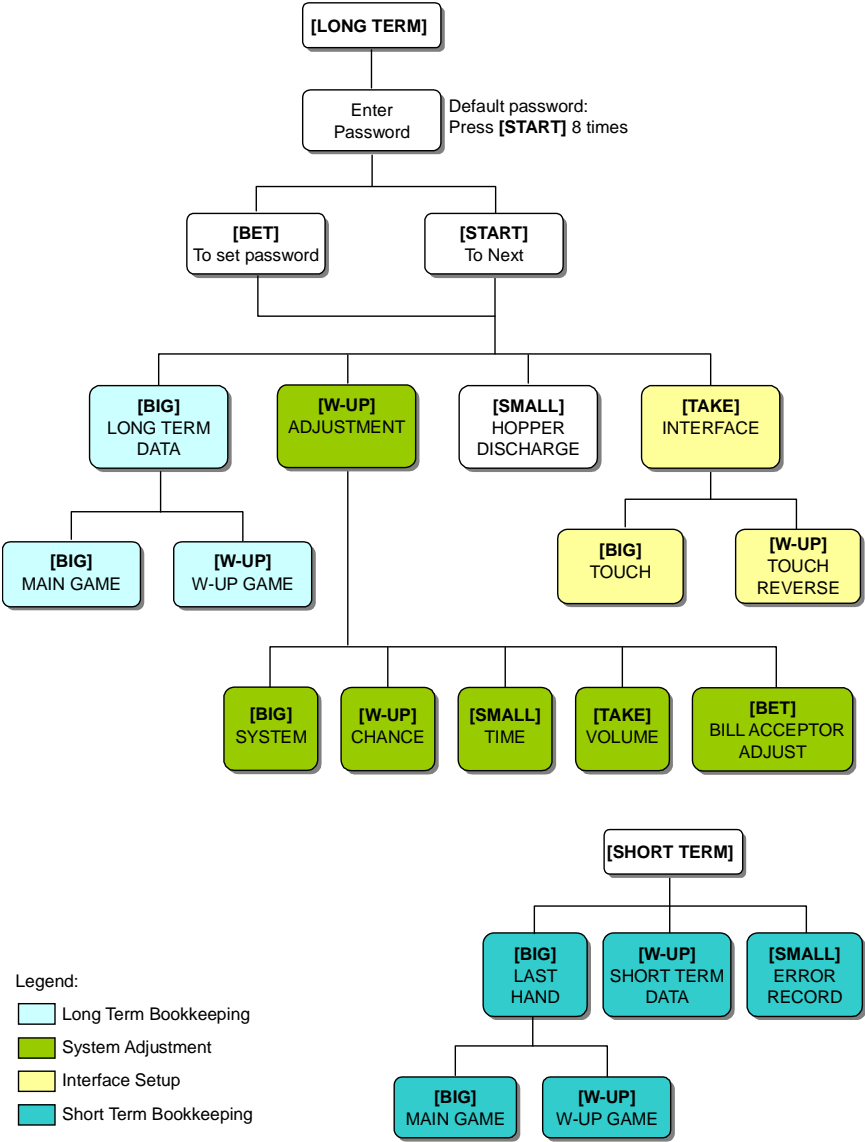 [LONG TERM]
Enter
Password
Default password:
Press [START] 8 times
[BET]
To set password
[START]
To Next
[BIG]
LONG TERM
DATA
[W-UP]
ADJUSTMENT
[SMALL]
HOPPER
DISCHARGE
[TAKE]
INTERFACE
[BIG]
MAIN GAME
[W-UP]
W-UP GAME
[BIG]
TOUCH
[W-UP]
TOUCH
REVERSE
[BIG]
SYSTEM
[W-UP]
CHANCE
[SMALL]
TIME
[TAKE]
VOLUME
[BET]
BILL ACCEPTOR
ADJUST
[SHORT TERM]
[BIG]
LAST
HAND
[W-UP]
SHORT TERM
DATA
[SMALL]
ERROR
RECORD
[BIG]
MAIN GAME
[W-UP]
W-UP GAME
Legend:
Long Term Bookkeeping
System Adjustment
Interface Setup
Short Term Bookkeeping